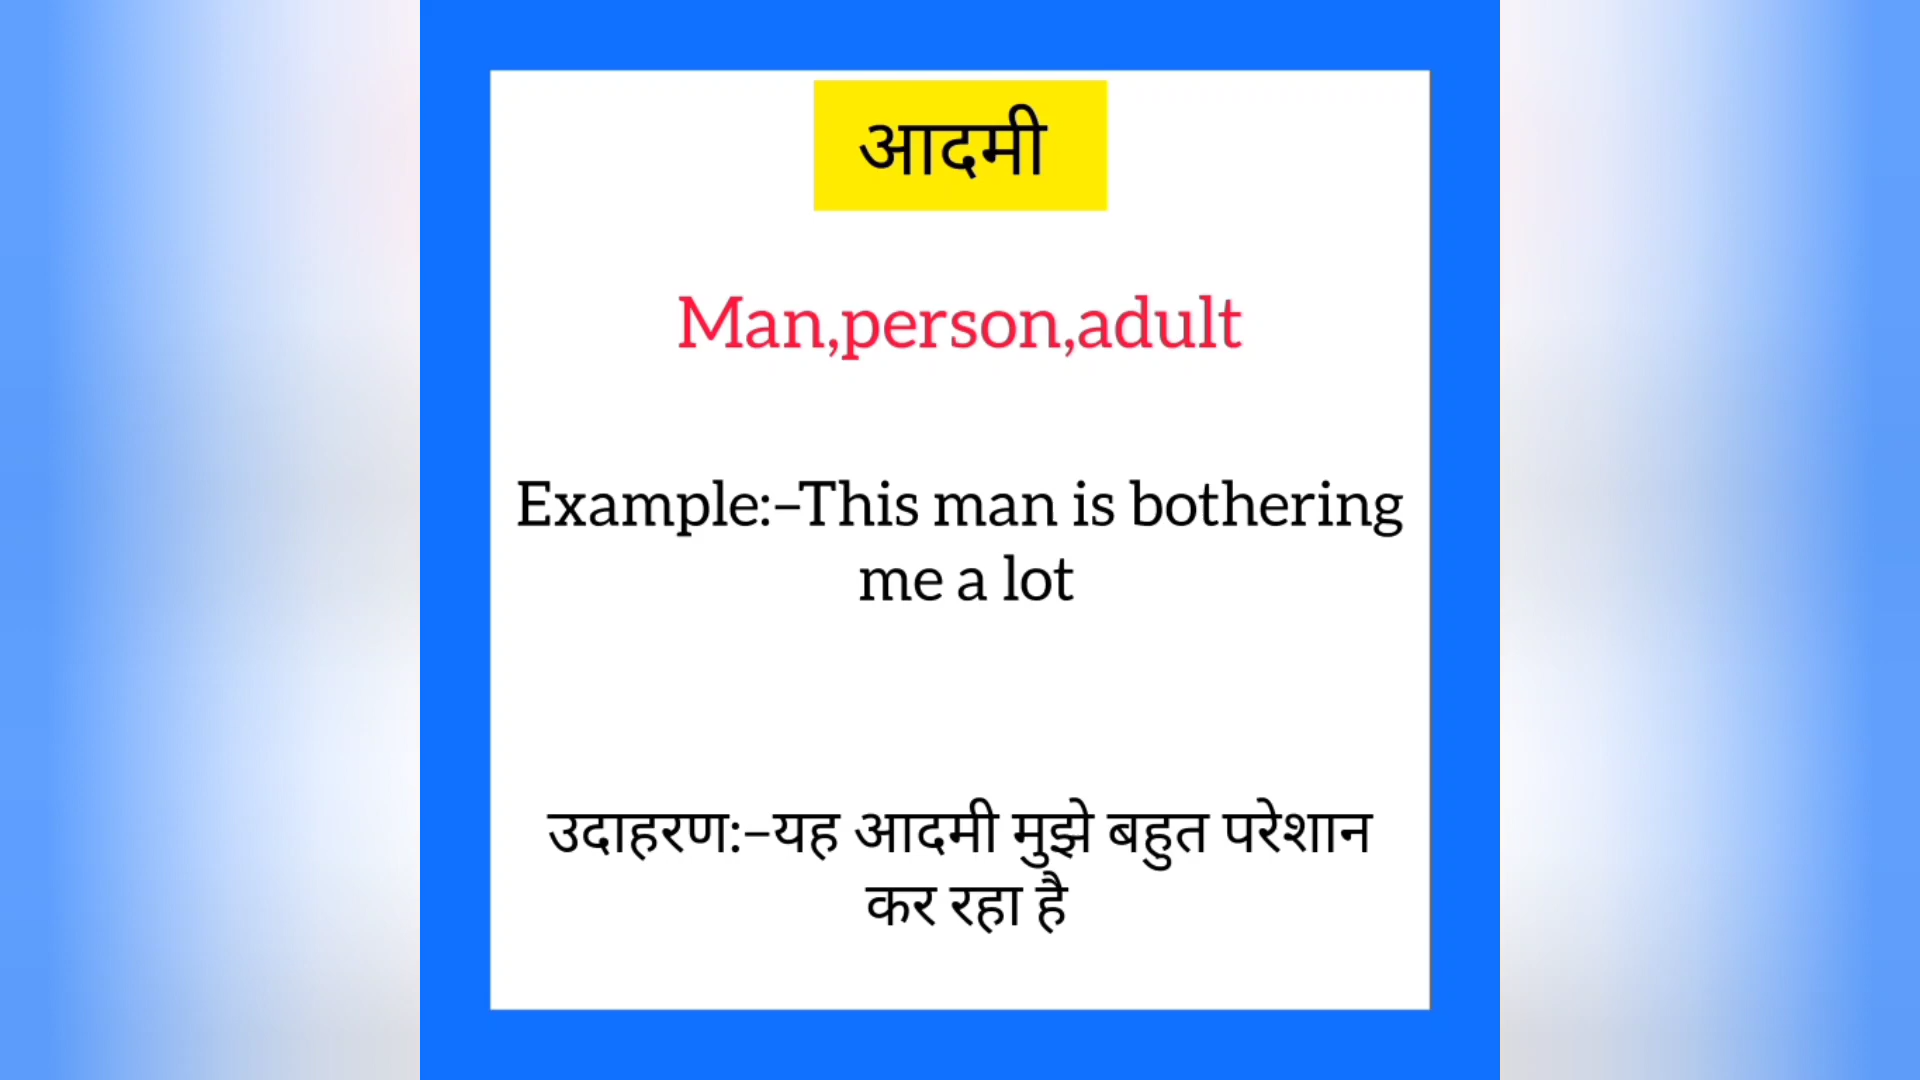 आदमी
Man,person,adult
Example:–This man is bothering
me a lot
उदाहरण:–यह आदमी मुझे बहुत परेशान
कर रहा है